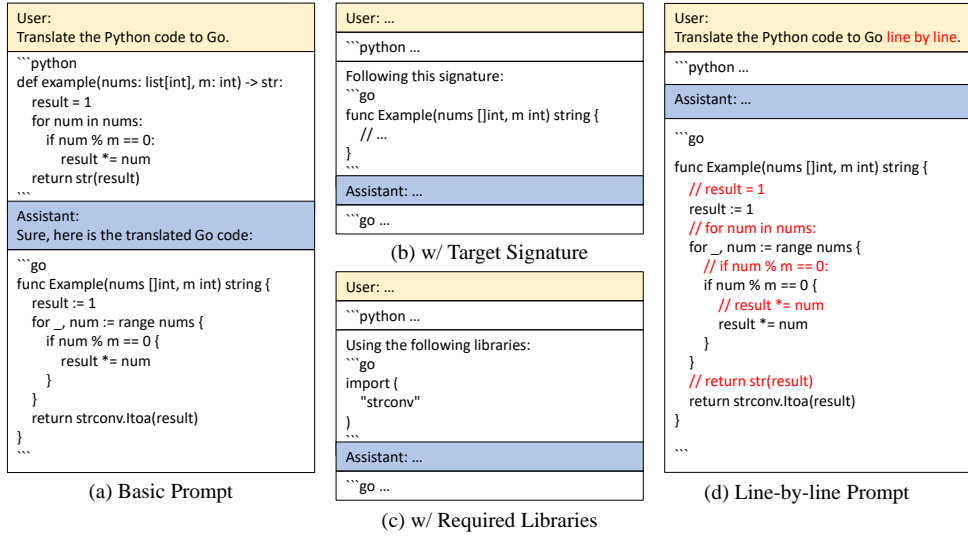 User:
Translate the Python code to Go.
```python
def example(nums: list[int], m: int) -> str:
    result = 1
    for num in nums:
        if num % m == 0:
            result *= num
    return str(result)
```
Assistant:
Sure, here is the translated Go code:
```go
func Example(nums []int, m int) string {
    result := 1
    for _, num := range nums {
        if num % m == 0 {
            result *= num
        }
    }
    return strconv.Itoa(result)
}
```
(a) Basic Prompt
User: ...
```python ...
Following this signature:
```go
func Example(nums []int, m int) string {
    // ...
}
```
Assistant: ...
```go ...
(b) w/ Target Signature
User: ...
```python ...
Using the following libraries:
```go
import (
    "strconv"
)
```
Assistant: ...
```go ...
(c) w/ Required Libraries
User:
Translate the Python code to Go line by line.
```python ...
Assistant: ...
```go
func Example(nums []int, m int) string {
    // result = 1
    result := 1
    // for num in nums:
    for _, num := range nums {
        // if num % m == 0:
        if num % m == 0 {
            // result *= num
            result *= num
        }
    }
    // return str(result)
    return strconv.Itoa(result)
}
```
(d) Line-by-line Prompt